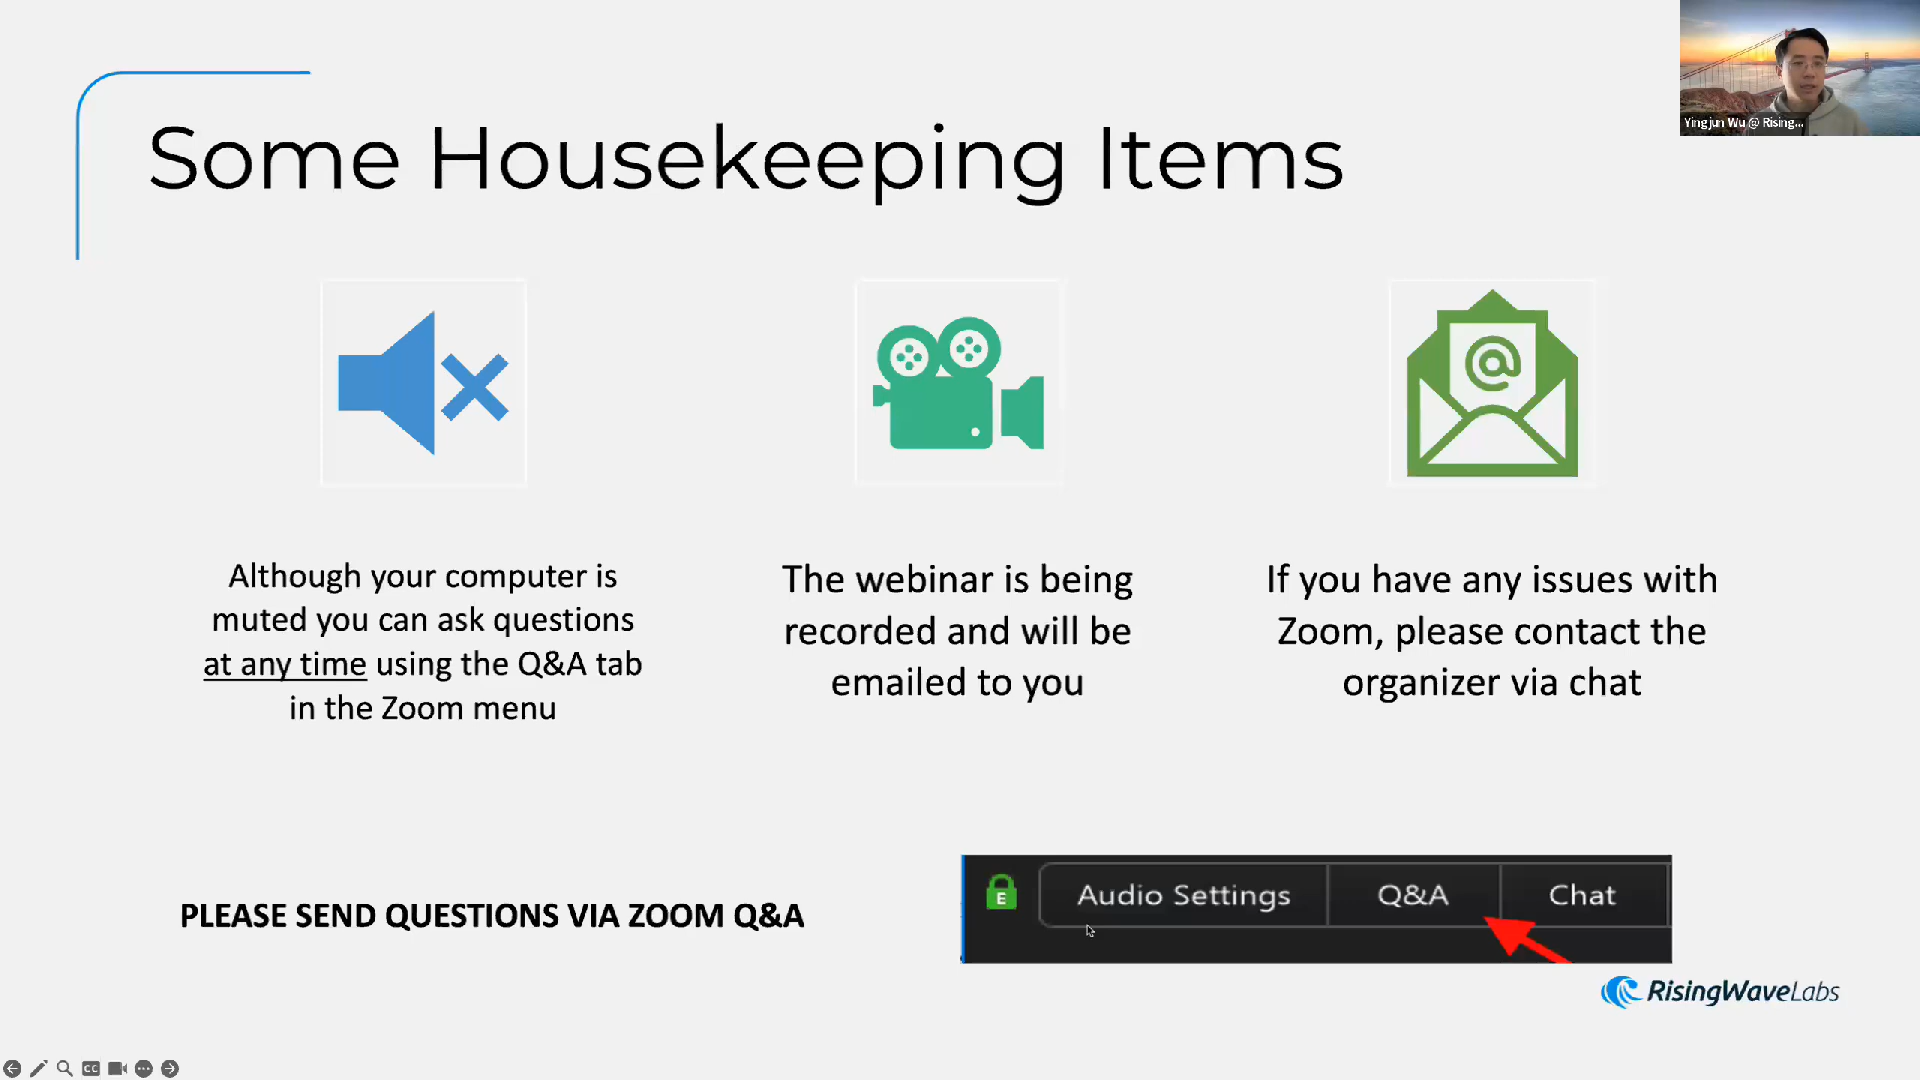 Some Housekeeping Items
Yingjun Wu @ Rising...
@
Although your computer is
muted you can ask questions
at any time using the Q&A tab
in the Zoom menu
The webinar is being
recorded and will be
emailed to you
If you have any issues with
Zoom, please contact the
organizer via chat
PLEASE SEND QUESTIONS VIA ZOOM Q&A
E
Audio Settings
Q&A
Chat
RisingWaveLabs
CC